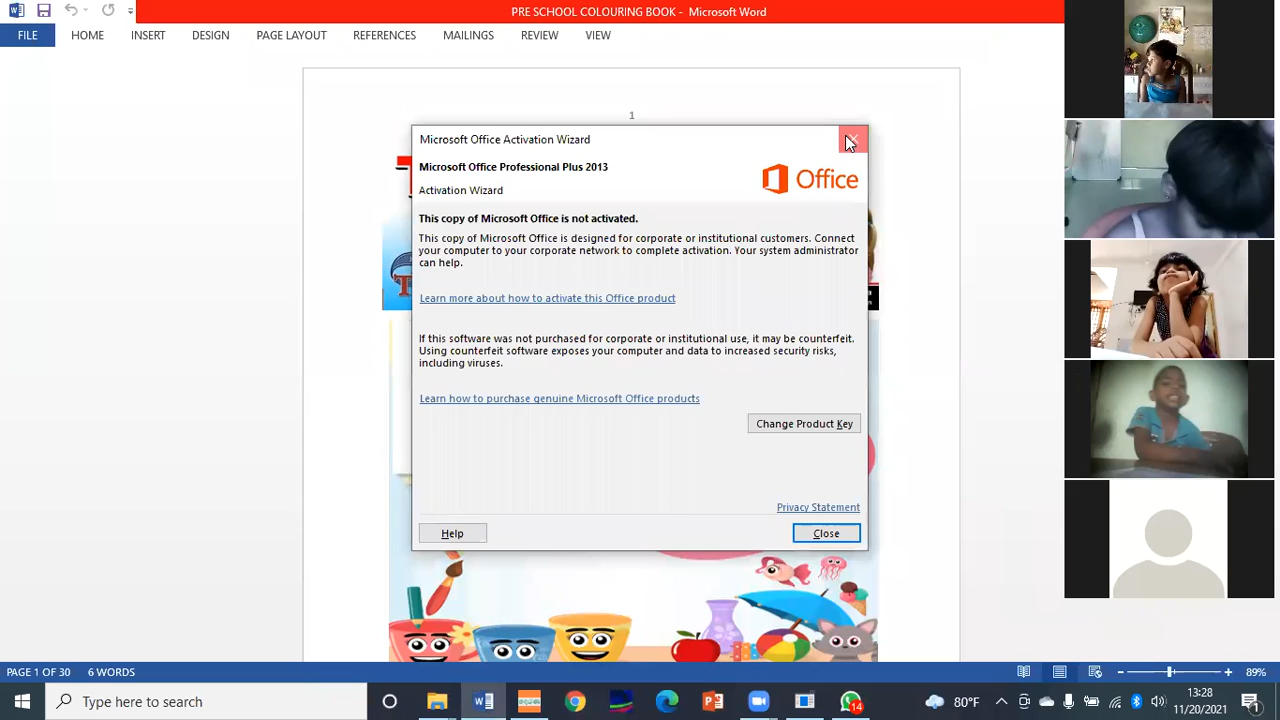 PRE SCHOOL COLOURING BOOK - Microsoft Word
FILE HOME INSERT DESIGN PAGE LAYOUT REFERENCES MAILINGS REVIEW VIEW
1
Microsoft Office Activation Wizard
Microsoft Office Professional Plus 2013
Activation Wizard
Office
This copy of Microsoft Office is not activated.
This copy of Microsoft Office is designed for corporate or institutional customers. Connect
your computer to your corporate network to complete activation. Your system administrator
can help.
Learn more about how to activate this Office product
If this software was not purchased for corporate or institutional use, it may be counterfeit.
Using counterfeit software exposes your computer and data to increased security risks,
including viruses.
Learn how to purchase genuine Microsoft Office products
Change Product Key
Privacy Statement
Help Close
PAGE 1 OF 30 6 WORDS 89%
Type here to search
14
80°F
13:28
11/20/2021
1